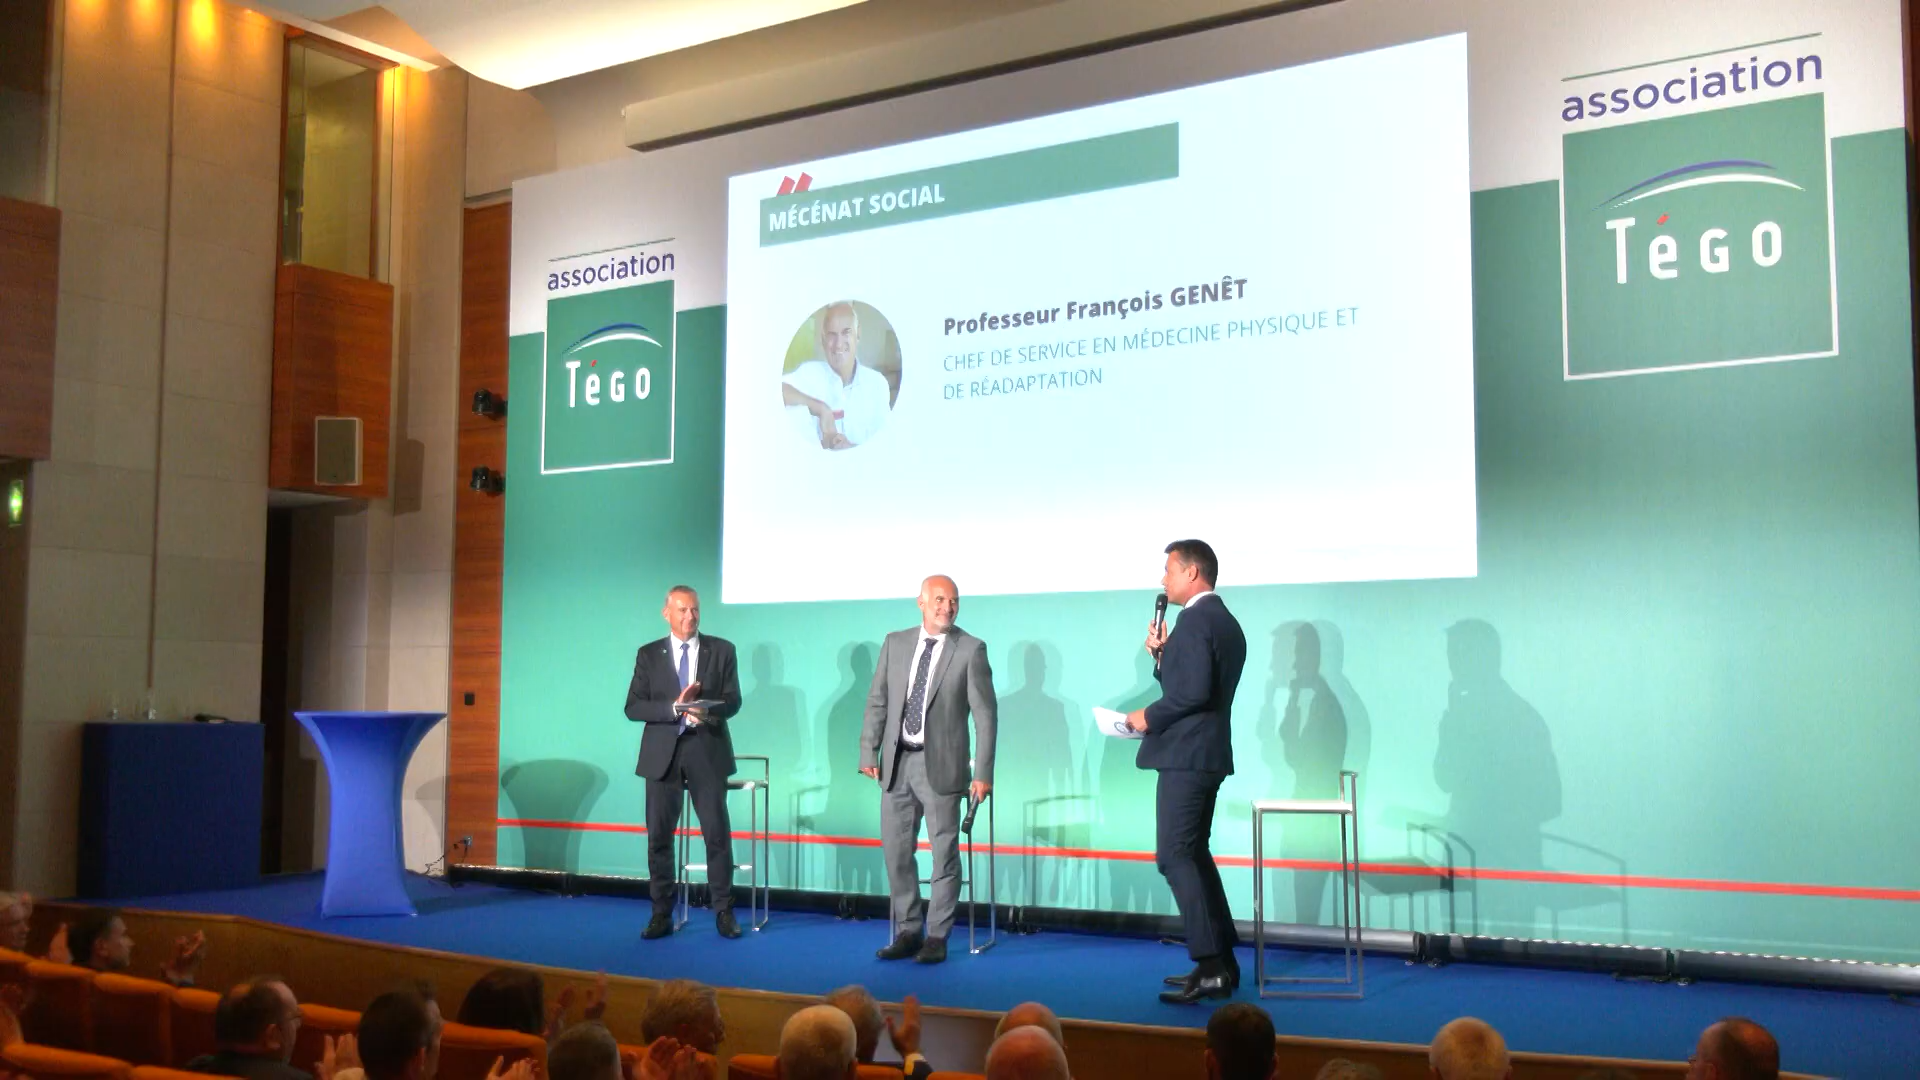 association
TéGO
MÉCÉNAT SOCIAL
Professeur François GENÊT
CHEF DE SERVICE EN MÉDECINE PHYSIQUE ET
DE RÉADAPTATION
association
TéGO